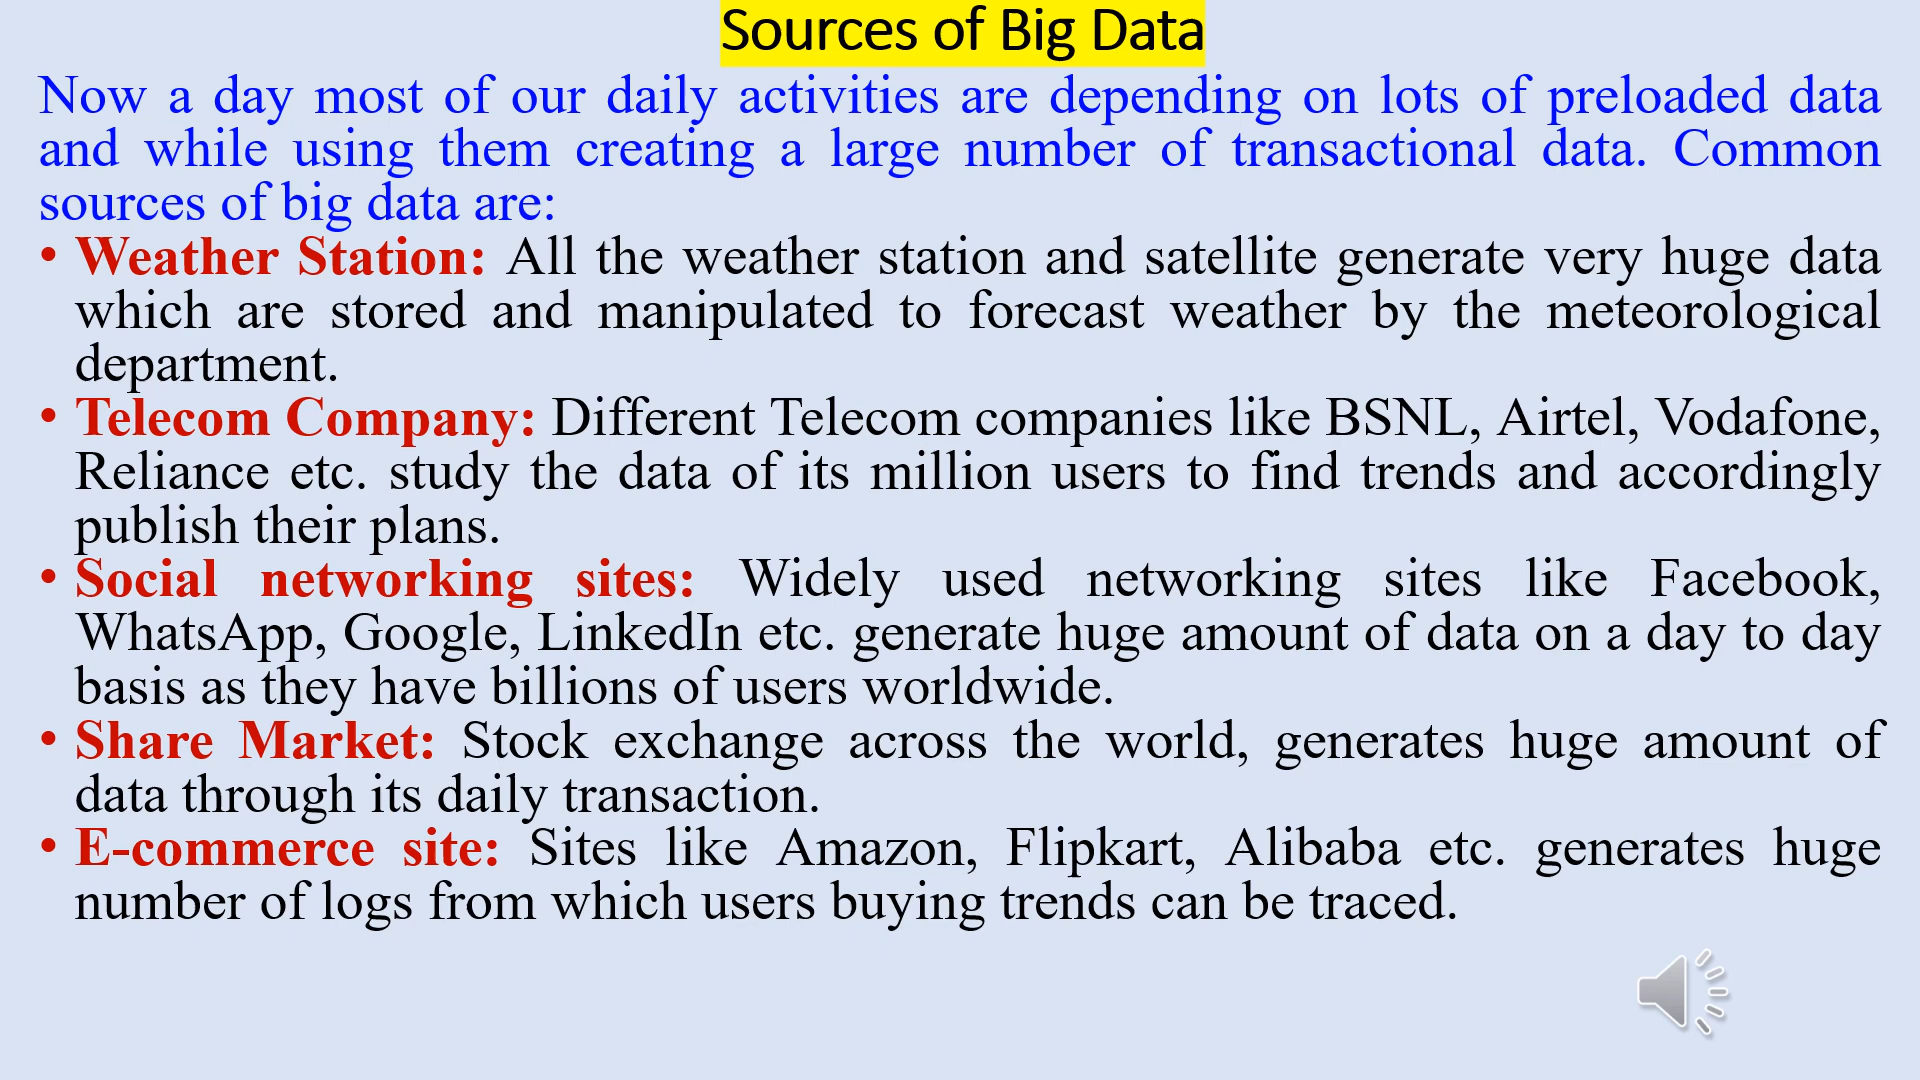 Sources of Big Data
Now a day most of our daily activities are depending on lots of preloaded data
and while using them creating a large number of transactional data. Common
sources of big data are:
• Weather Station: All the weather station and satellite generate very huge data
which are stored and manipulated to forecast weather by the meteorological
department.
• Telecom Company: Different Telecom companies like BSNL, Airtel, Vodafone,
Reliance etc. study the data of its million users to find trends and accordingly
publish their plans.
• Social networking sites: Widely used networking sites like Facebook,
WhatsApp, Google, LinkedIn etc. generate huge amount of data on a day to day
basis as they have billions of users worldwide.
• Share Market: Stock exchange across the world, generates huge amount of
data through its daily transaction.
• E-commerce site: Sites like Amazon, Flipkart, Alibaba etc. generates huge
number of logs from which users buying trends can be traced.